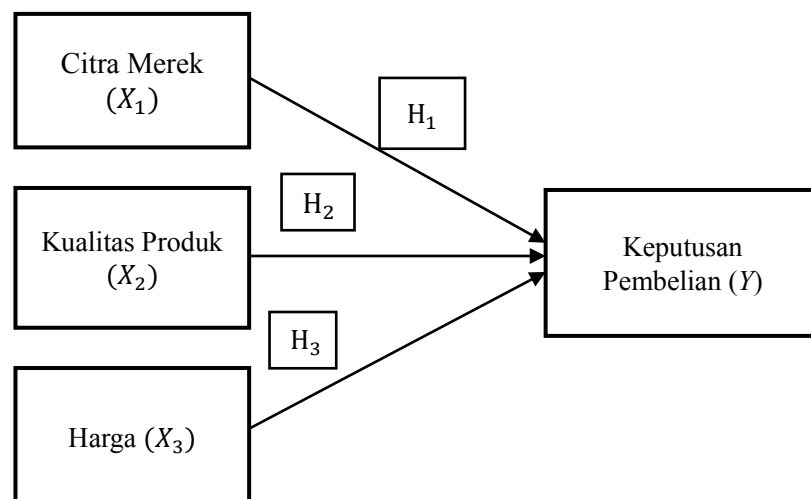 Citra Merek
(𝑋₁)
H₁
H₂
Kualitas Produk
(𝑋₂)
Keputusan
Pembelian (Y)
H₃
Harga (𝑋₃)